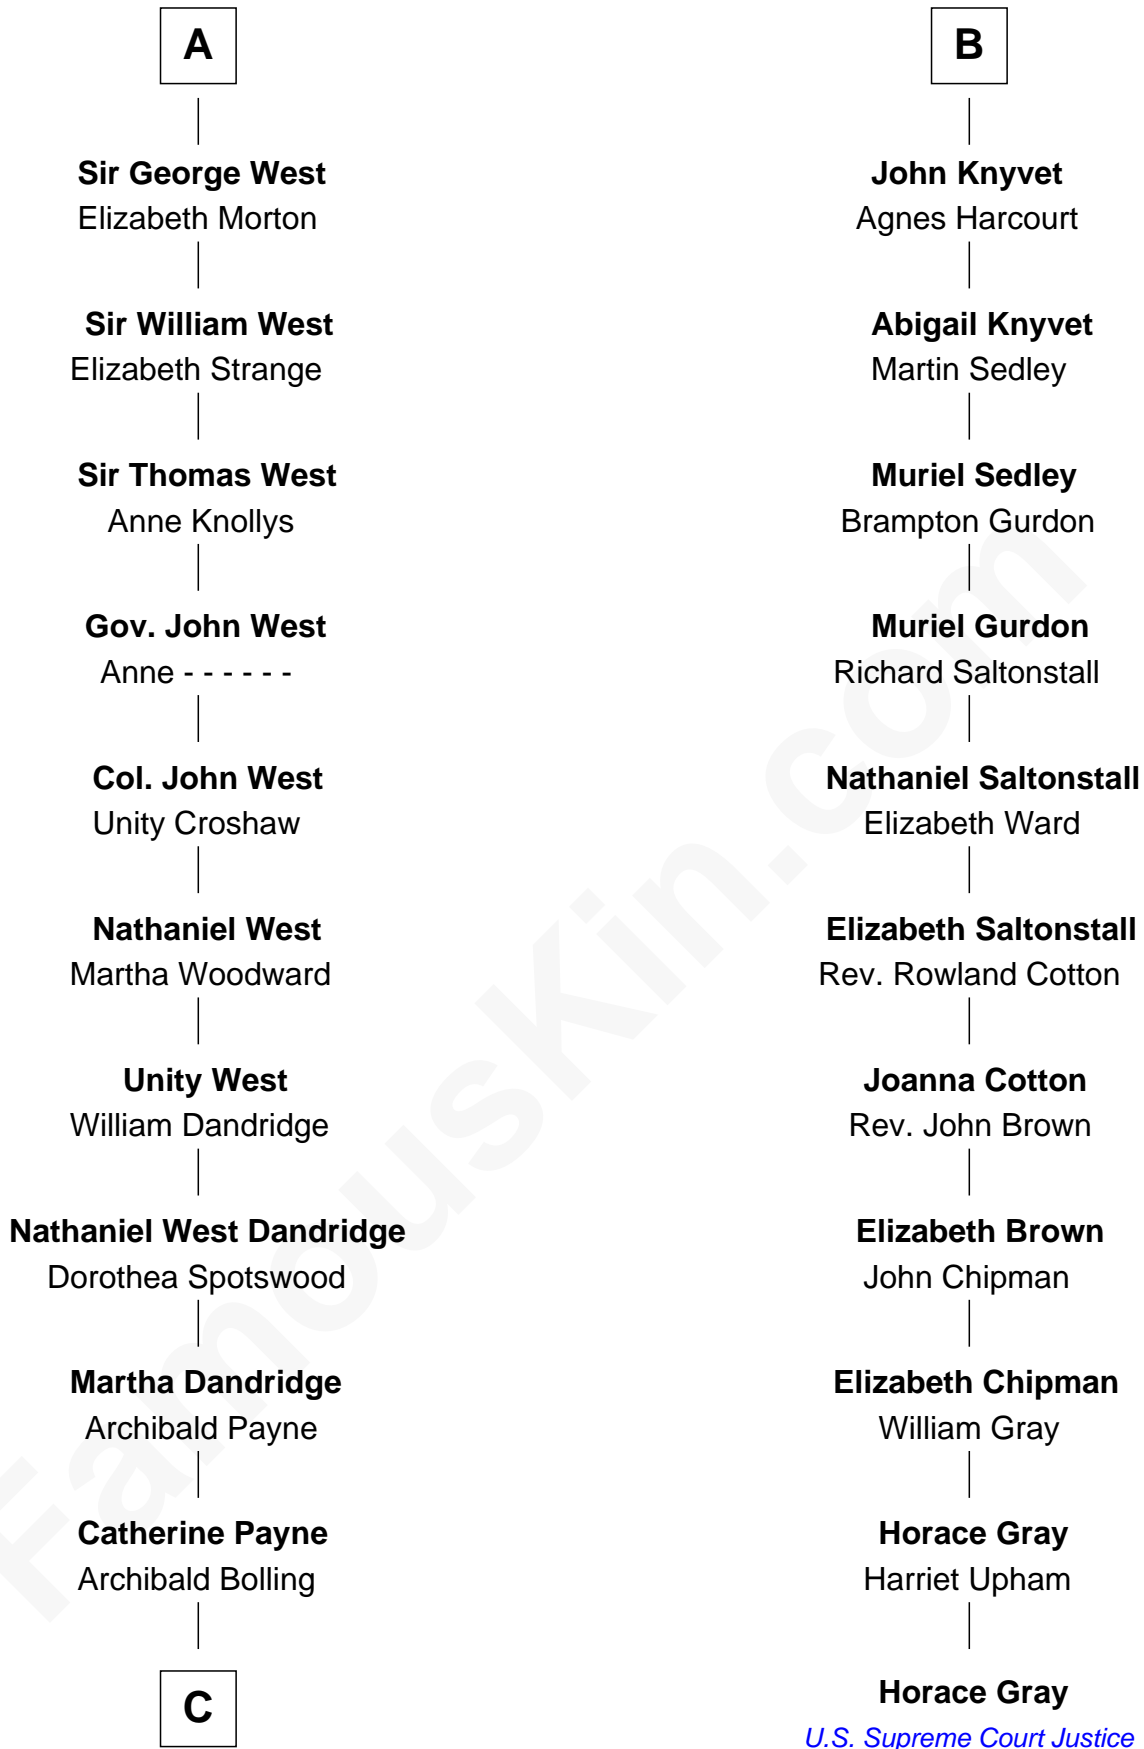 A
Sir George West
Elizabeth Morton
Sir William West
Elizabeth Strange
Sir Thomas West
Anne Knollys
Gov. John West
Anne - - - - - -
Col. John West
Unity Croshaw
Nathaniel West
Martha Woodward
Unity West
William Dandridge
Nathaniel West Dandridge
Dorothea Spotswood
Martha Dandridge
Archibald Payne
Catherine Payne
Archibald Bolling
C
B
John Knyvet
Agnes Harcourt
Abigail Knyvet
Martin Sedley
Muriel Sedley
Brampton Gurdon
Muriel Gurdon
Richard Saltonstall
Nathaniel Saltonstall
Elizabeth Ward
Elizabeth Saltonstall
Rev. Rowland Cotton
Joanna Cotton
Rev. John Brown
Elizabeth Brown
John Chipman
Elizabeth Chipman
William Gray
Horace Gray
Harriet Upham
Horace Gray
U.S. Supreme Court Justice
FamousKin.com